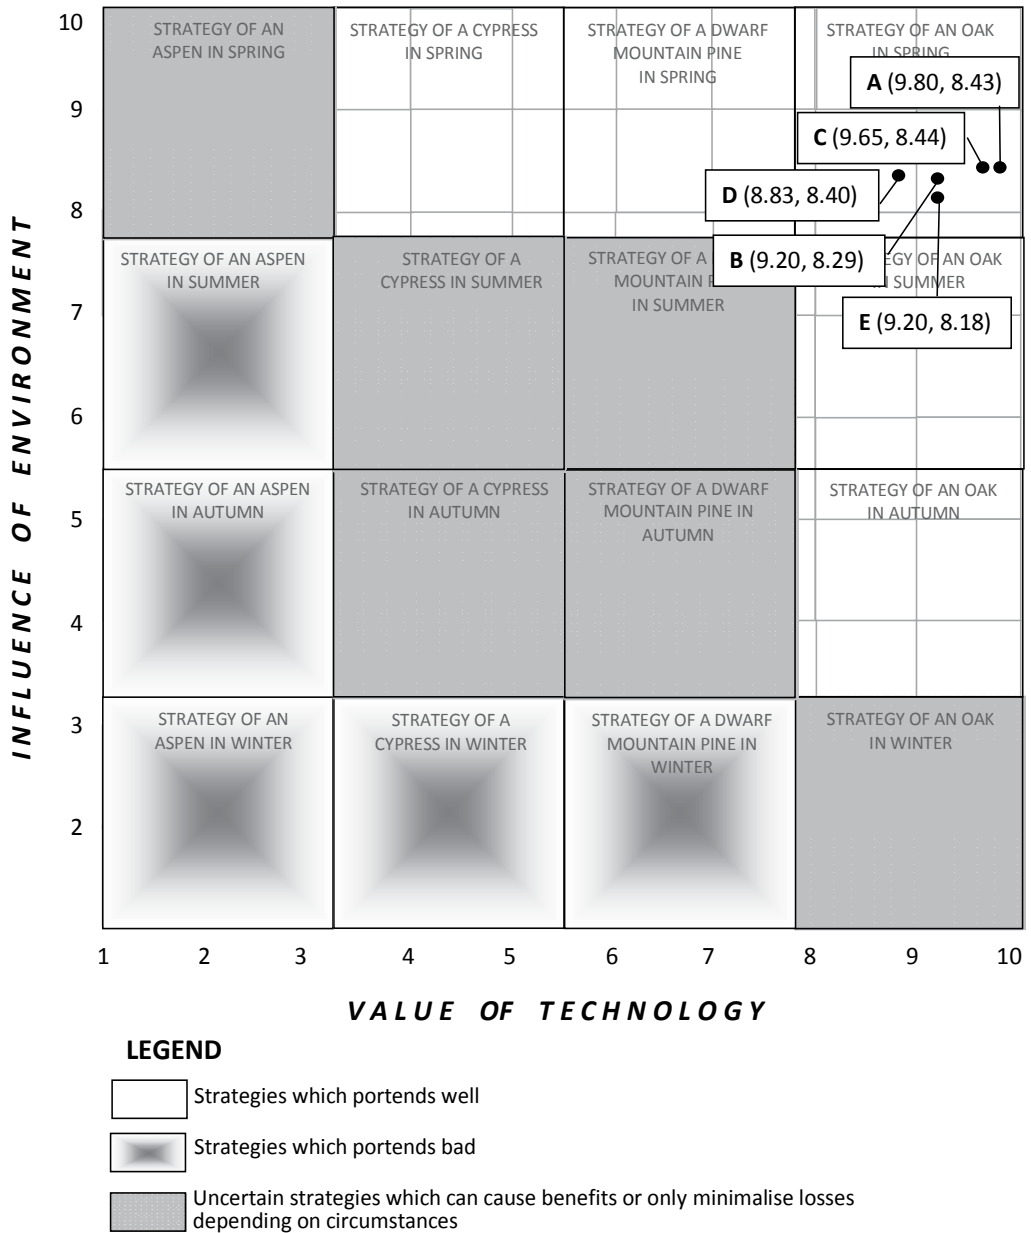 10
9
8
7
6
5
4
3
2
INFLUENCE OF ENVIRONMENT
STRATEGY OF AN
ASPEN IN SPRING
STRATEGY OF A CYPRESS
IN SPRING
STRATEGY OF A DWARF
MOUNTAIN PINE
IN SPRING
STRATEGY OF AN OAK
IN SPRING
A (9.80, 8.43)
C (9.65, 8.44)
D (8.83, 8.40)
B (9.20, 8.29)
E (9.20, 8.18)
STRATEGY OF AN ASPEN
IN SUMMER
STRATEGY OF A
CYPRESS IN SUMMER
STRATEGY OF A
MOUNTAIN P
IN SUMMER
EGY OF AN OAK
IN SUMMER
STRATEGY OF AN ASPEN
IN AUTUMN
STRATEGY OF A CYPRESS
IN AUTUMN
STRATEGY OF A DWARF
MOUNTAIN PINE IN
AUTUMN
STRATEGY OF AN OAK
IN AUTUMN
STRATEGY OF AN
ASPEN IN WINTER
STRATEGY OF A
CYPRESS IN WINTER
STRATEGY OF A DWARF
MOUNTAIN PINE IN
WINTER
STRATEGY OF AN OAK
IN WINTER
1 2 3 4 5 6 7 8 9 10
VALUE OF TECHNOLOGY
LEGEND
Strategies which portends well
Strategies which portends bad
Uncertain strategies which can cause benefits or only minimalise losses
depending on circumstances